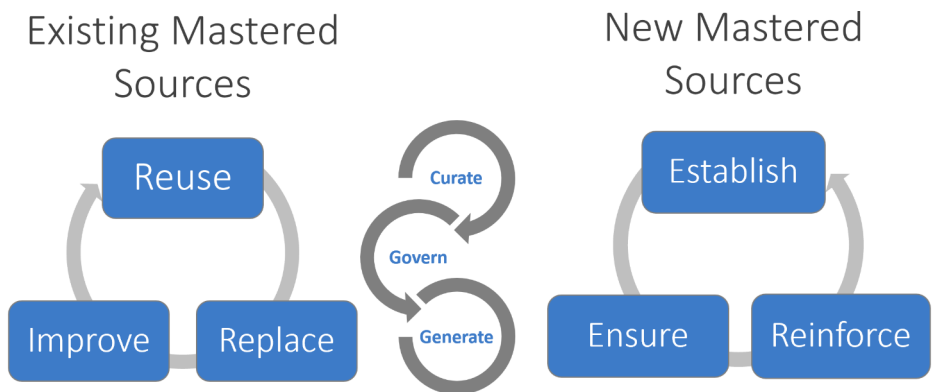 Existing Mastered
Sources
Reuse
Improve
Replace
Curate
Govern
Generate
New Mastered
Sources
Establish
Ensure
Reinforce